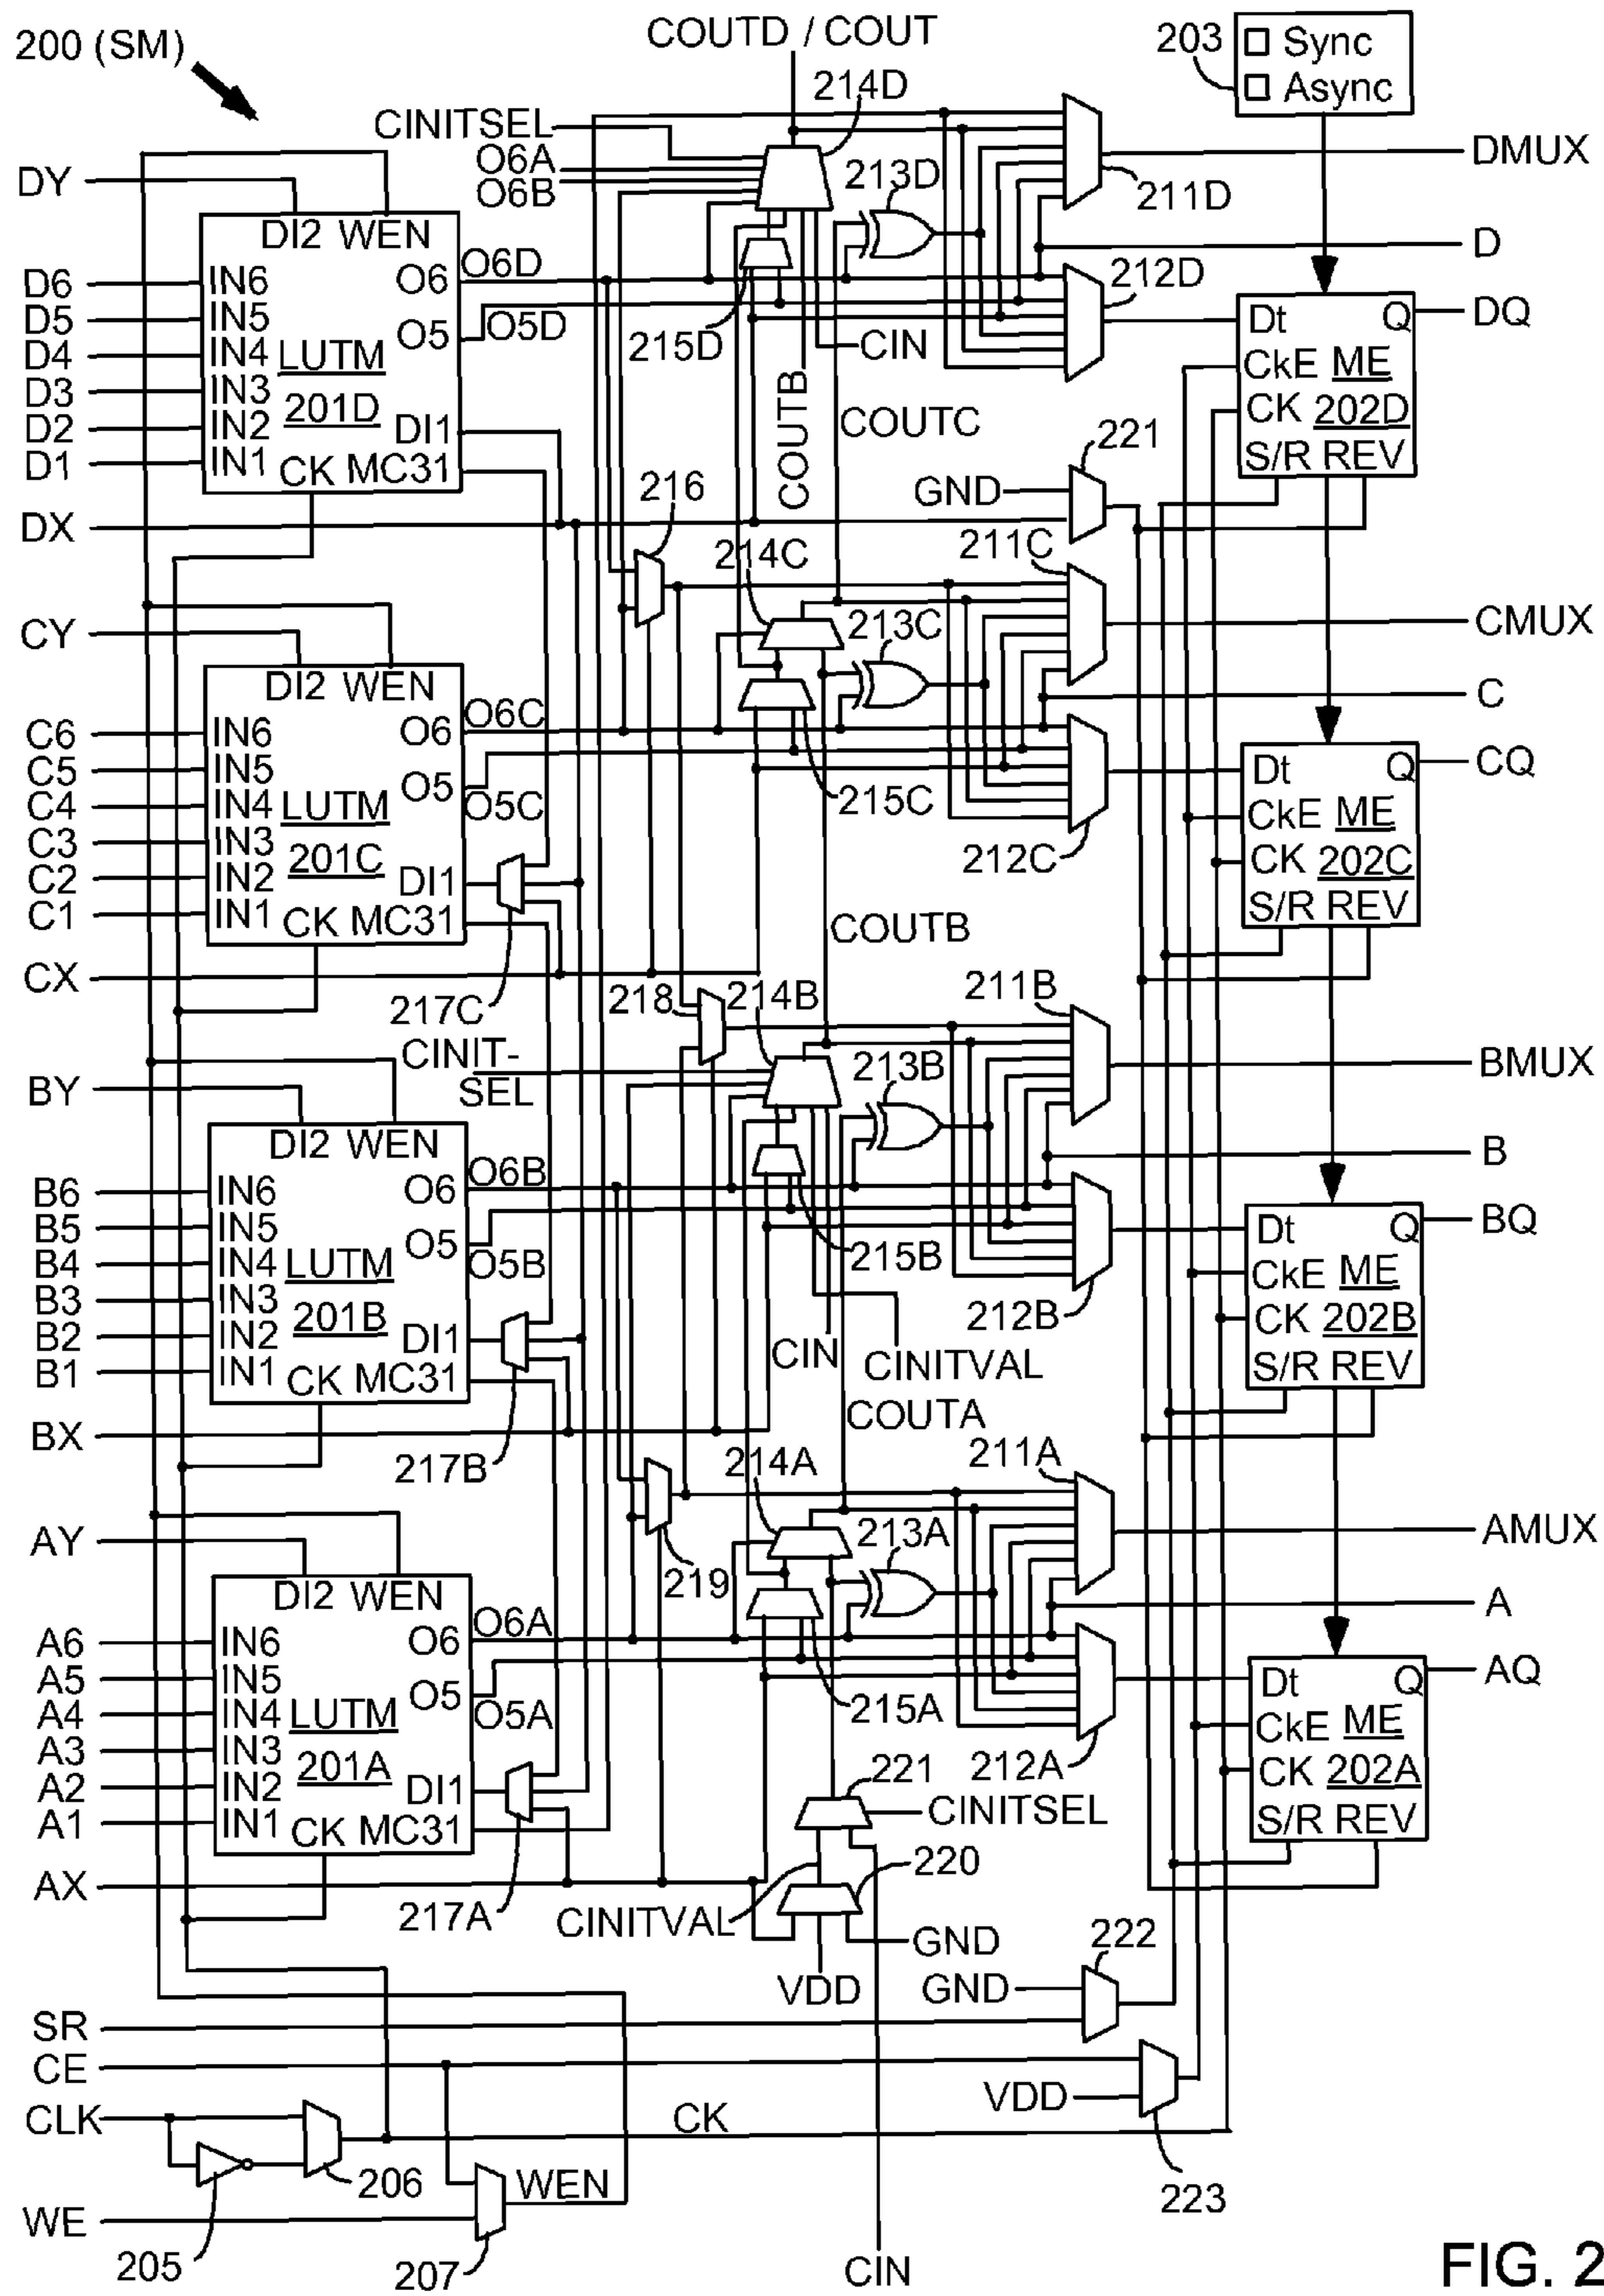 200 (SM)
COUTD / COUT
203
Sync
Async
214D
CINITSEL
O6A
O6B
213D
DMUX
211D
DY
DI2 WEN
D
O6D
212D
D6
IN6
O6
D5
IN5
O5D
215D
CIN
Dt
Q
DQ
D4
IN4
LUTM
O5
CkE
ME
D3
IN3
201D
COUTB
COUTC
CK
202D
D2
IN2
DI1
D1
IN1
CK MC31
221
S/R REV
216
GND
DX
214C
211C
CY
213C
CMUX
DI2 WEN
C
O6C
C6
IN6
O6
C5
IN5
Dt
Q
CQ
C4
IN4
LUTM
O5
O5C
215C
CkE
ME
C3
IN3
201C
212C
CK
202C
C2
IN2
DI1
C1
IN1
CK MC31
S/R REV
COUTB
CX
217C
218
214B
211B
CINIT-
SEL
213B
BMUX
BY
DI2 WEN
B
O6B
B6
IN6
O6
B5
IN5
Dt
Q
BQ
B4
IN4
LUTM
O5
O5B
215B
CkE
ME
B3
IN3
201B
212B
CK
202B
B2
IN2
DI1
CIN
CINITVAL
B1
IN1
CK MC31
S/R REV
COUTA
BX
217B
214A
211A
AY
213A
AMUX
219
DI2 WEN
A
O6A
A6
IN6
O6
A5
IN5
Dt
Q
AQ
A4
IN4
LUTM
O5
O5A
215A
CkE
ME
A3
IN3
201A
212A
CK
202A
A2
IN2
DI1
221
A1
IN1
CK MC31
CINITSEL
S/R REV
220
AX
217A
CINITVAL
GND
222
VDD
GND
SR
CE
VDD
CLK
CK
206
WEN
223
WE
205
207
CIN
FIG. 2